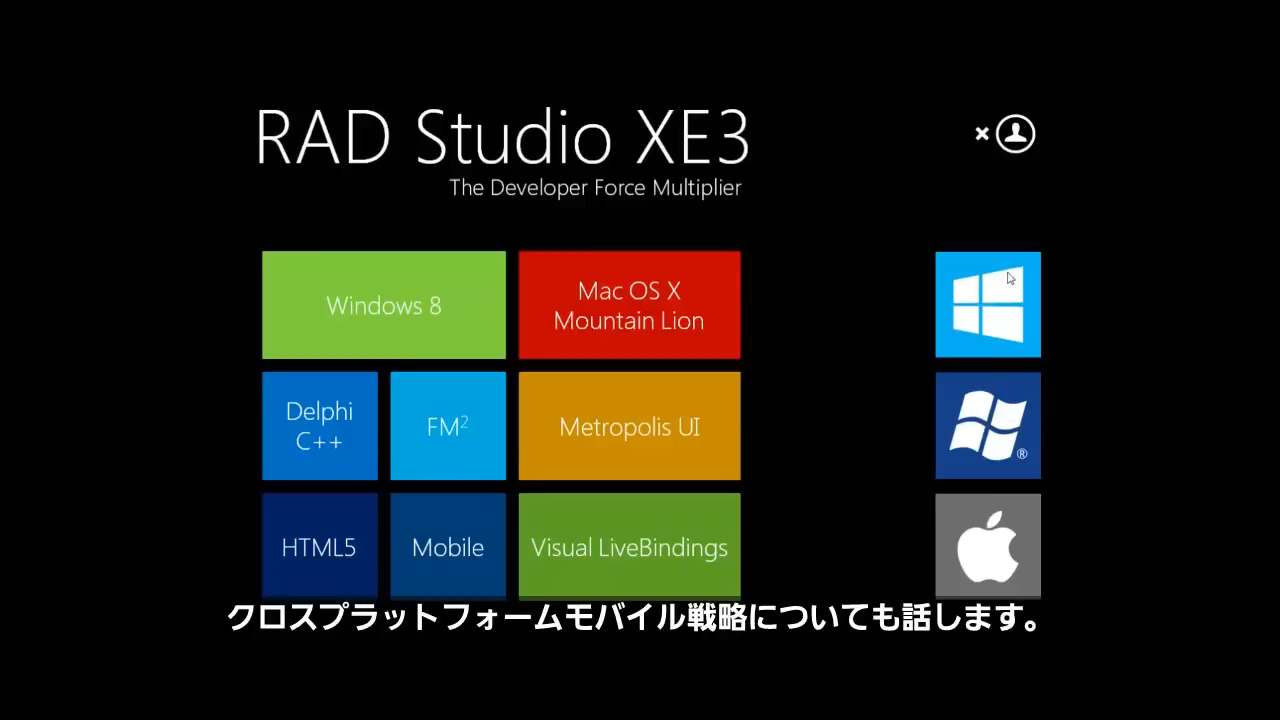 RAD Studio XE3
The Developer Force Multiplier
Windows 8
Mac OS X
Mountain Lion
Delphi
C++
FM²
Metropolis UI
HTML5
Mobile
Visual LiveBindings
®
クロスプラットフォームモバイル戦略についても話します。